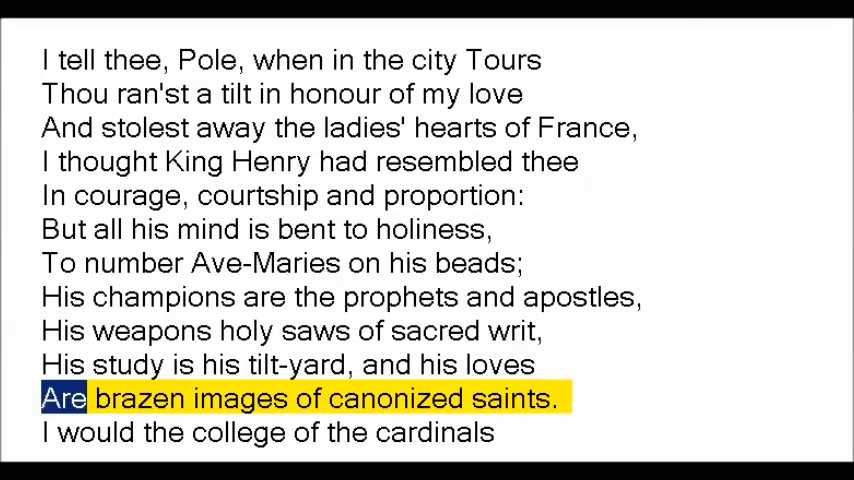 I tell thee, Pole, when in the city Tours
Thou ran'st a tilt in honour of my love
And stolest away the ladies' hearts of France,
I thought King Henry had resembled thee
In courage, courtship and proportion:
But all his mind is bent to holiness,
To number Ave-Maries on his beads;
His champions are the prophets and apostles,
His weapons holy saws of sacred writ,
His study is his tilt-yard, and his loves
Are brazen images of canonized saints.
I would the college of the cardinals